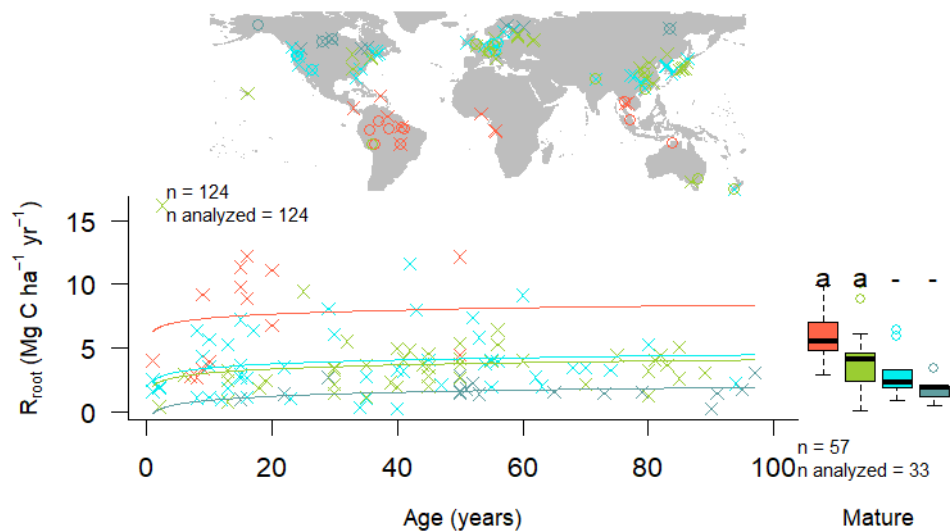 n = 124
n analyzed = 124
R_root (Mg C ha⁻¹ yr⁻¹)
15
10
5
0
0 20 40 60 80 100
Age (years)
a a - -
n = 57
n analyzed = 33
Mature